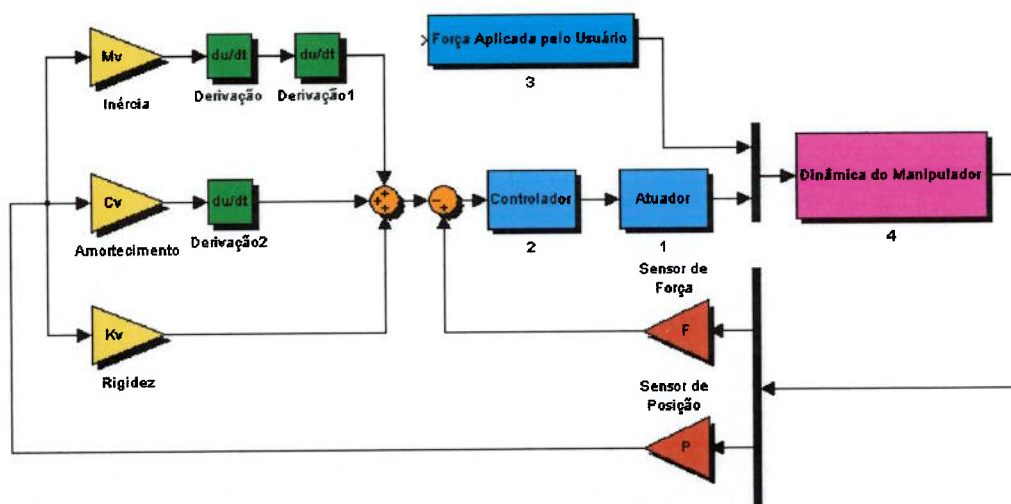 Mv
Inércia
du/dt
Derivação
du/dt
Derivação1
Força Aplicada pelo Usuário
3
Cv
Amortecimento
du/dt
Derivação2
Controlador
2
Atuador
1
Dinâmica do Manipulador
4
Kv
Rigidez
Sensor de
Força
F
Sensor de
Posição
P